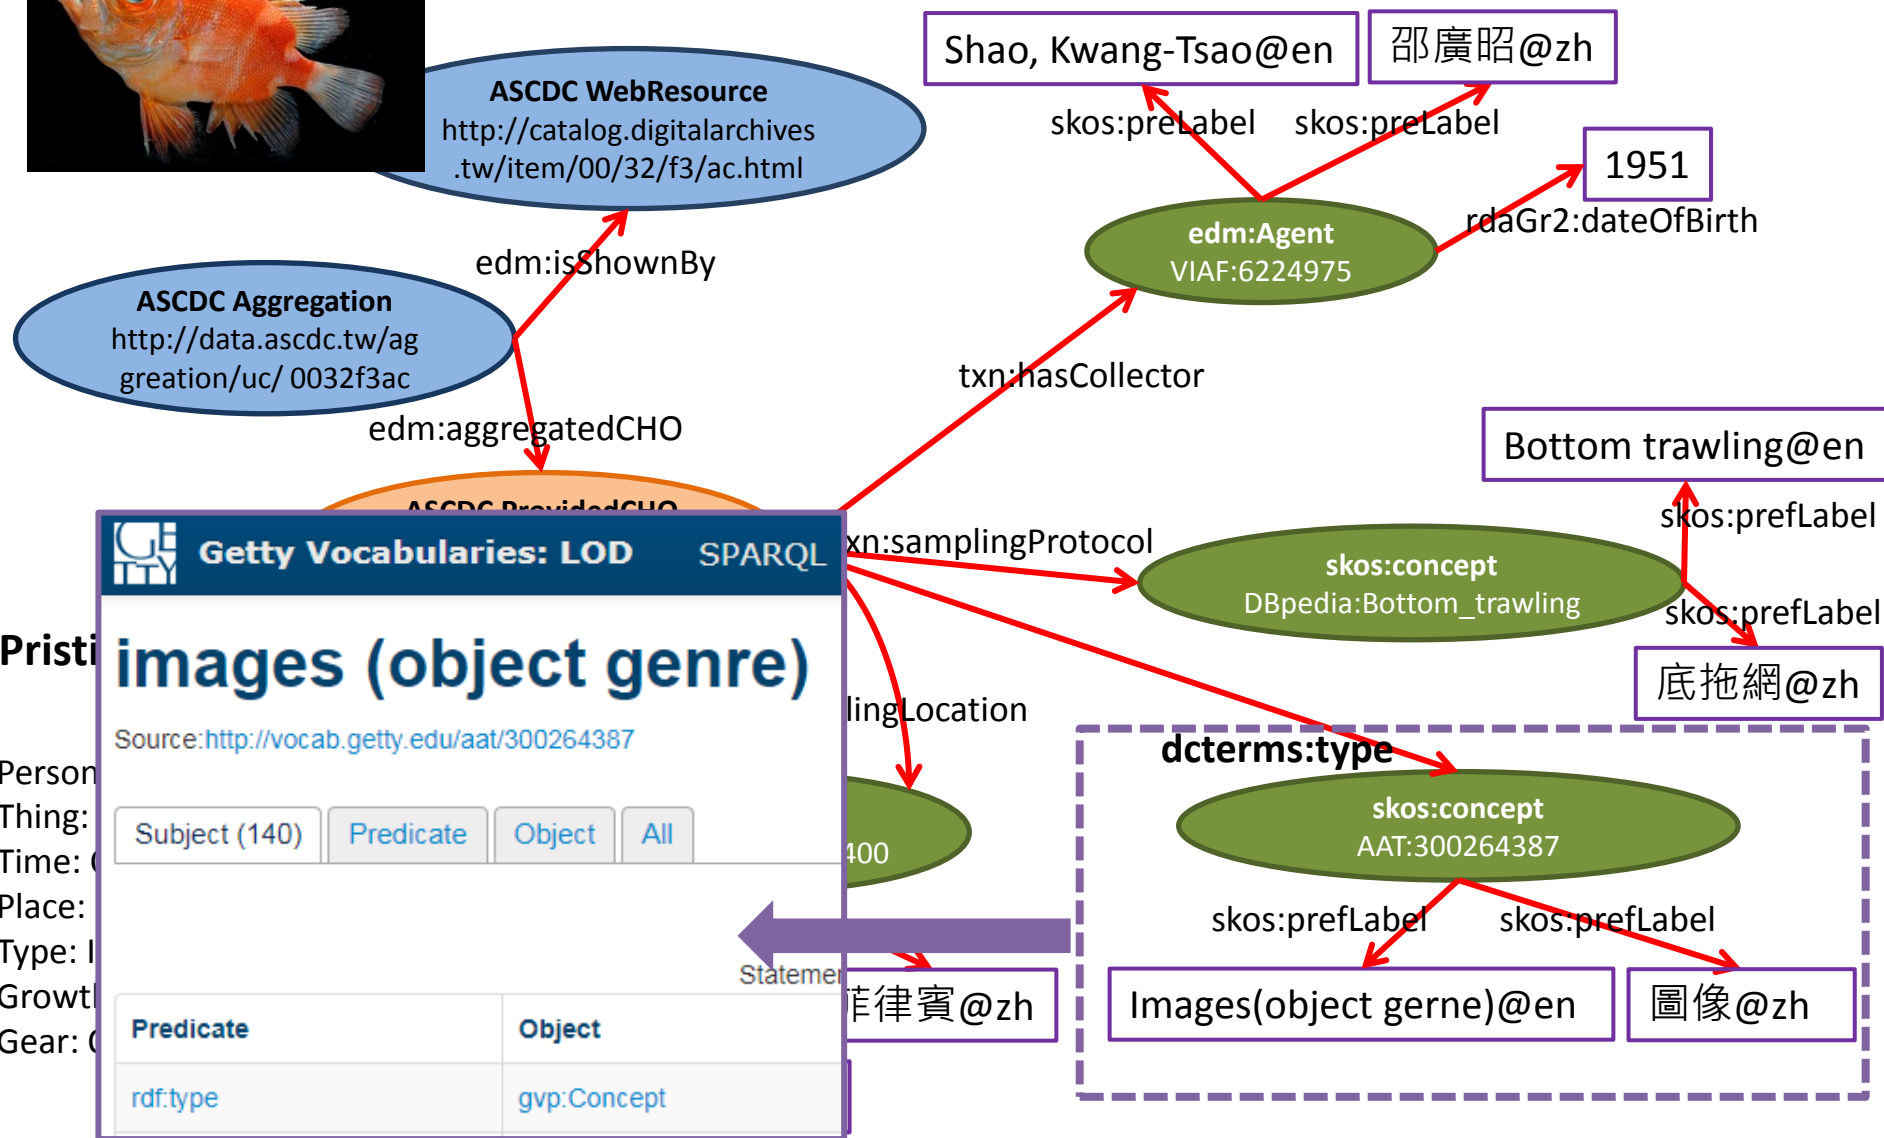 Shao, Kwang-Tsao@en
邵廣昭@zh
ASCDC WebResource
http://catalog.digitalarchives
.tw/item/00/32/f3/ac.html
skos:preLabel
skos:preLabel
1951
edm:Agent
VIAF:6224975
rdaGr2:dateOfBirth
edm:isShownBy
ASCDC Aggregation
http://data.ascdc.tw/ag
greation/uc/ 0032f3ac
txn:hasCollector
edm:aggregatedCHO
Bottom trawling@en
ASCDC ProvidedCHO
skos:prefLabel
GETTY
Getty Vocabularies: LOD
SPARQL
xn:samplingProtocol
skos:concept
DBpedia:Bottom_trawling
skos:prefLabel
Pristi
images (object genre)
底拖網@zh
Source:http://vocab.getty.edu/aat/300264387
lingLocation
dcterms:type
Person
Thing:
Subject (140)
Predicate
Object
All
skos:concept
AAT:300264387
Time:
400
Place:
Type: I
skos:prefLabel
skos:prefLabel
Growt
Statemen
菲律賓@zh
Images(object gerne)@en
圖像@zh
Gear:
Predicate
Object
rdf:type
gvp:Concept